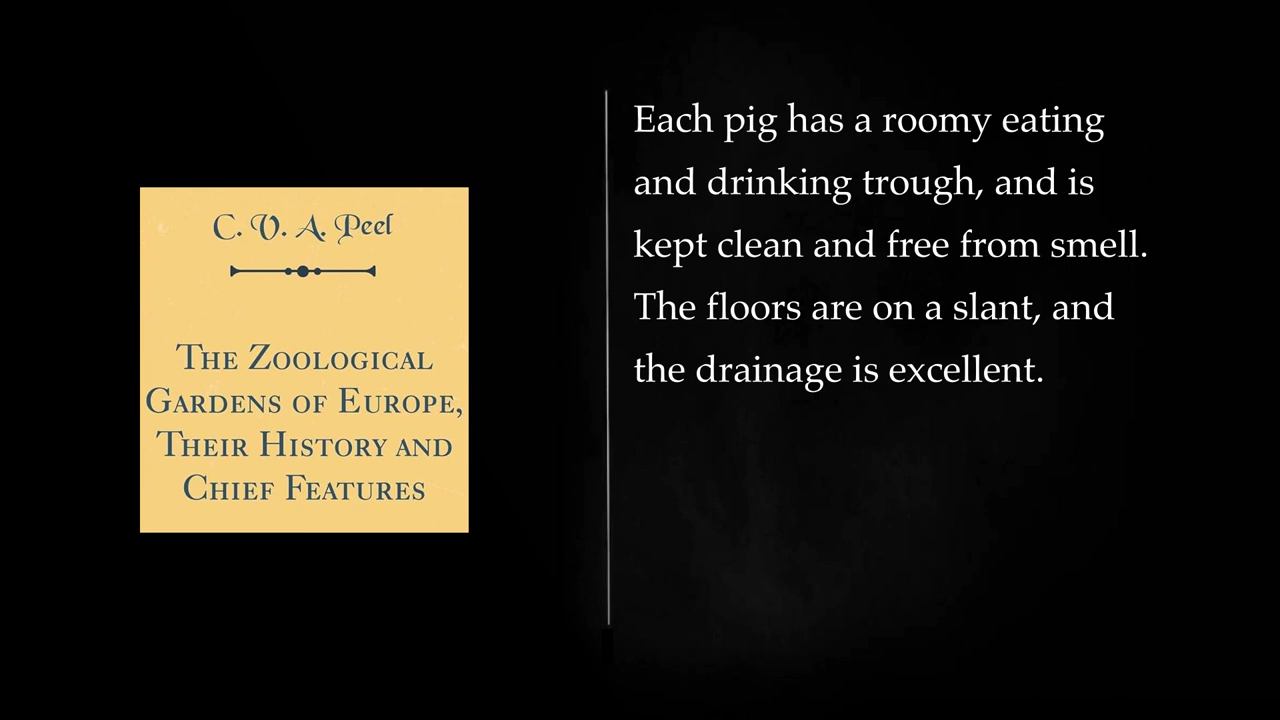 C. V. A. Peel
The Zoological
Gardens of Europe,
Their History and
Chief Features
Each pig has a roomy eating
and drinking trough, and is
kept clean and free from smell.
The floors are on a slant, and
the drainage is excellent.